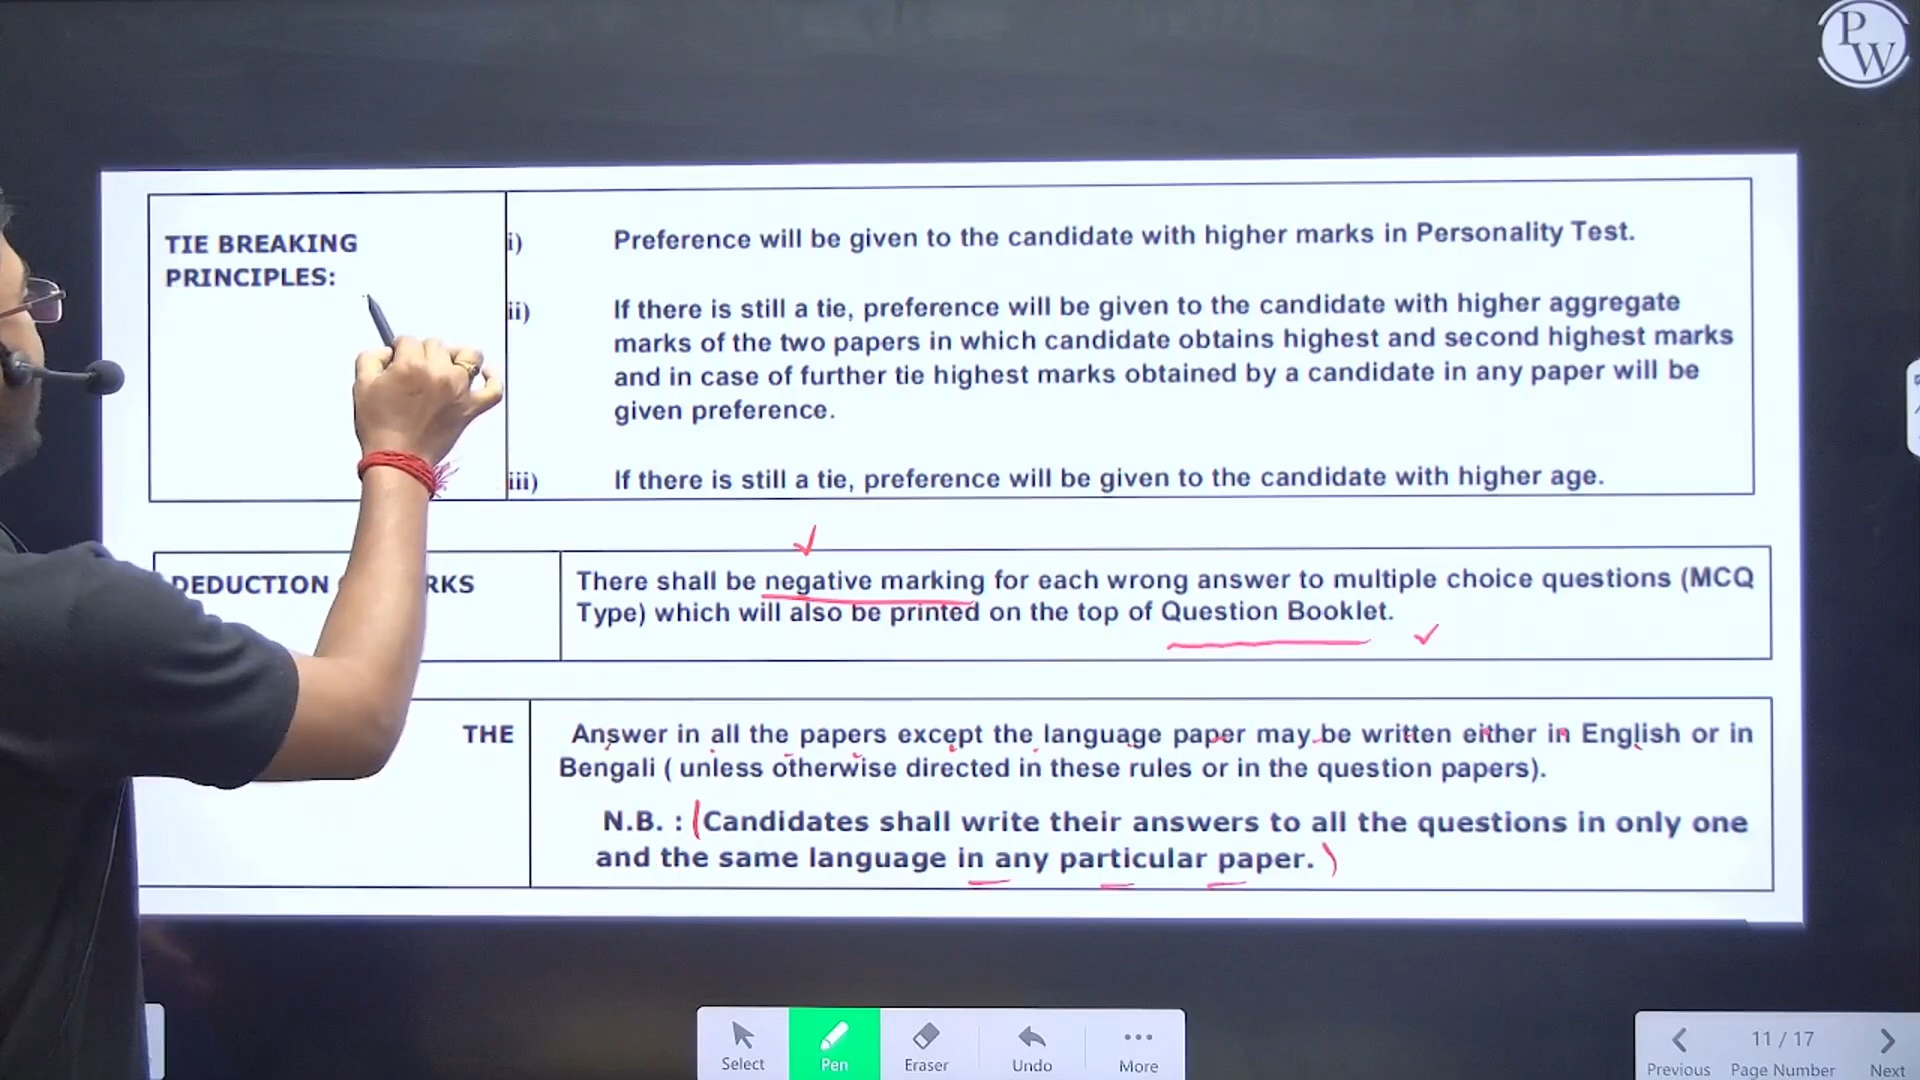 PW
TIE BREAKING
PRINCIPLES:
i) Preference will be given to the candidate with higher marks in Personality Test.
ii) If there is still a tie, preference will be given to the candidate with higher aggregate
marks of the two papers in which candidate obtains highest and second highest marks
and in case of further tie highest marks obtained by a candidate in any paper will be
given preference.
iii) If there is still a tie, preference will be given to the candidate with higher age.
DEDUCTION RKS
There shall be negative marking for each wrong answer to multiple choice questions (MCQ
Type) which will also be printed on the top of Question Booklet.
THE
Answer in all the papers except the language paper may be written either in English or in
Bengali ( unless otherwise directed in these rules or in the question papers).
N.B. : (Candidates shall write their answers to all the questions in only one
and the same language in any particular paper.)
Select Pen Eraser Undo More
11 / 17
Previous Page Number Next